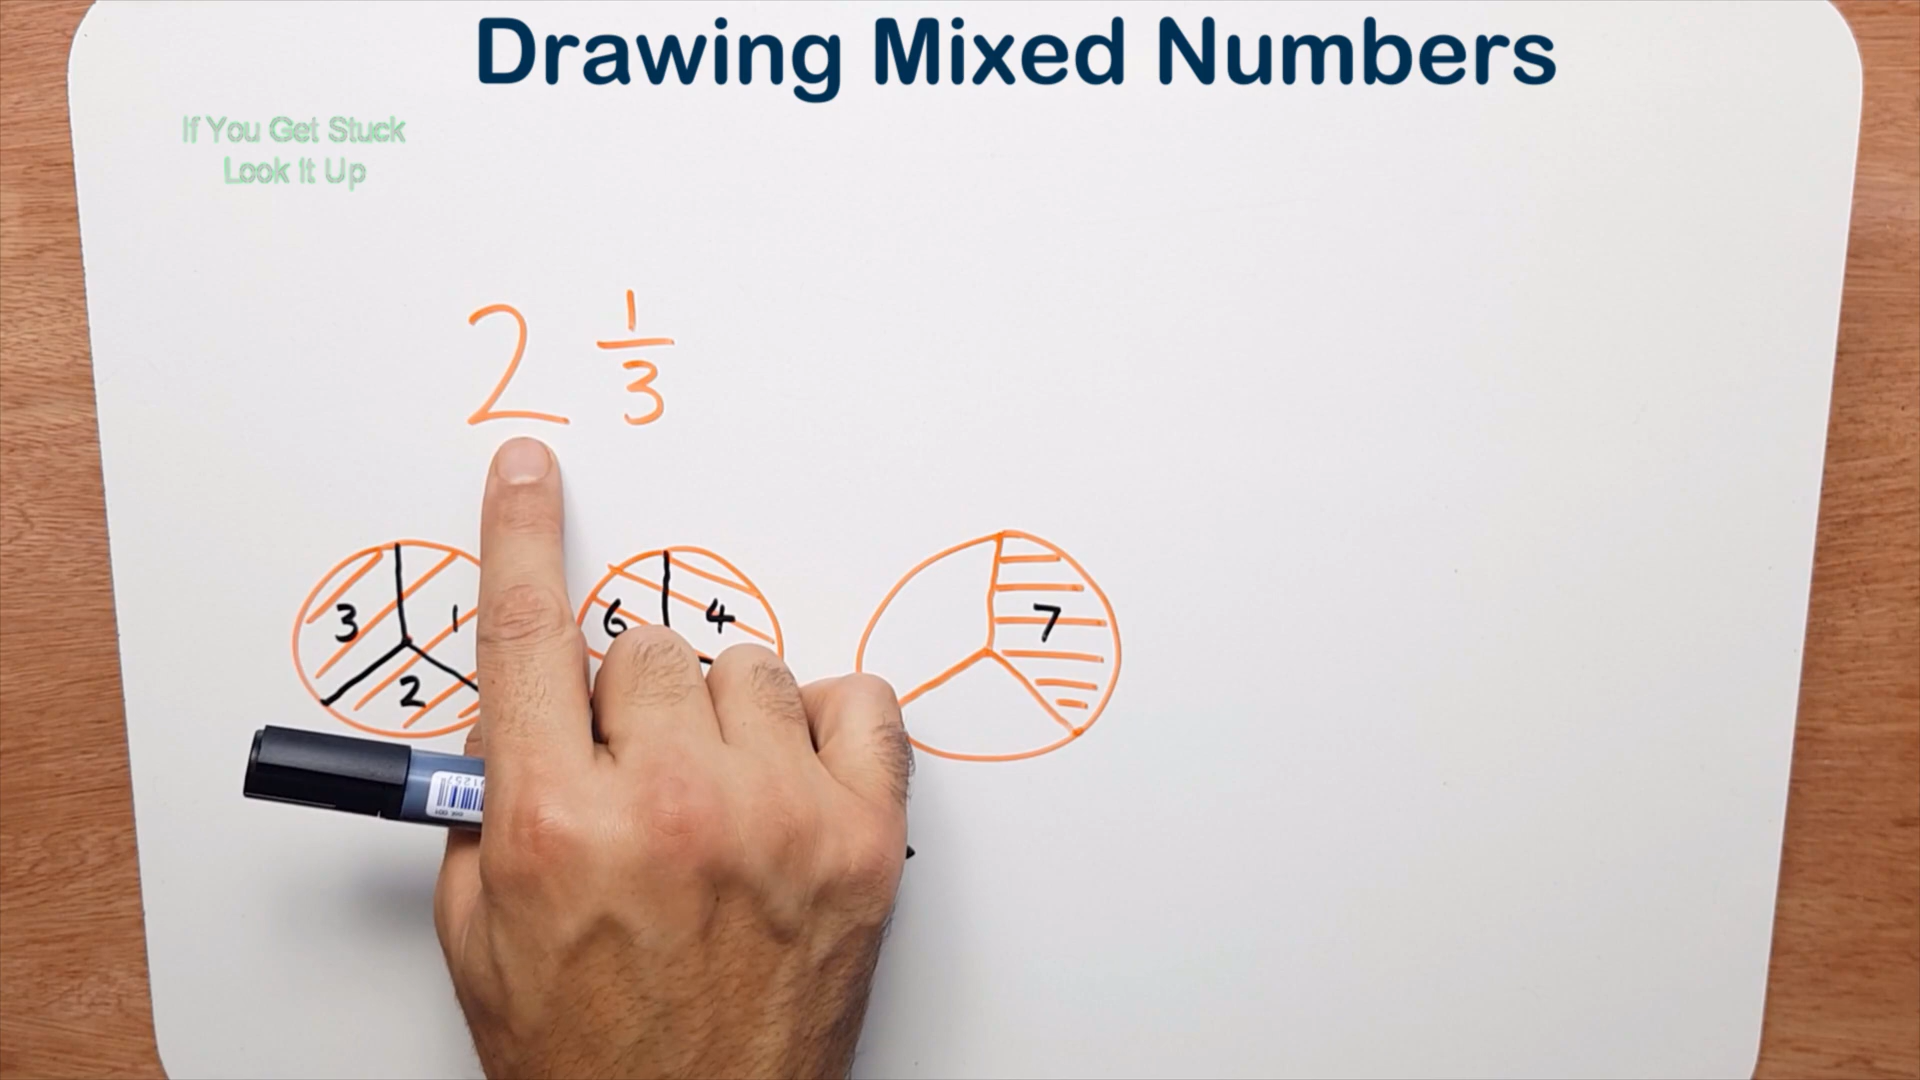 Drawing Mixed Numbers
If You Get Stuck
Look It Up
2 1/3
3 1 6 4 7
2